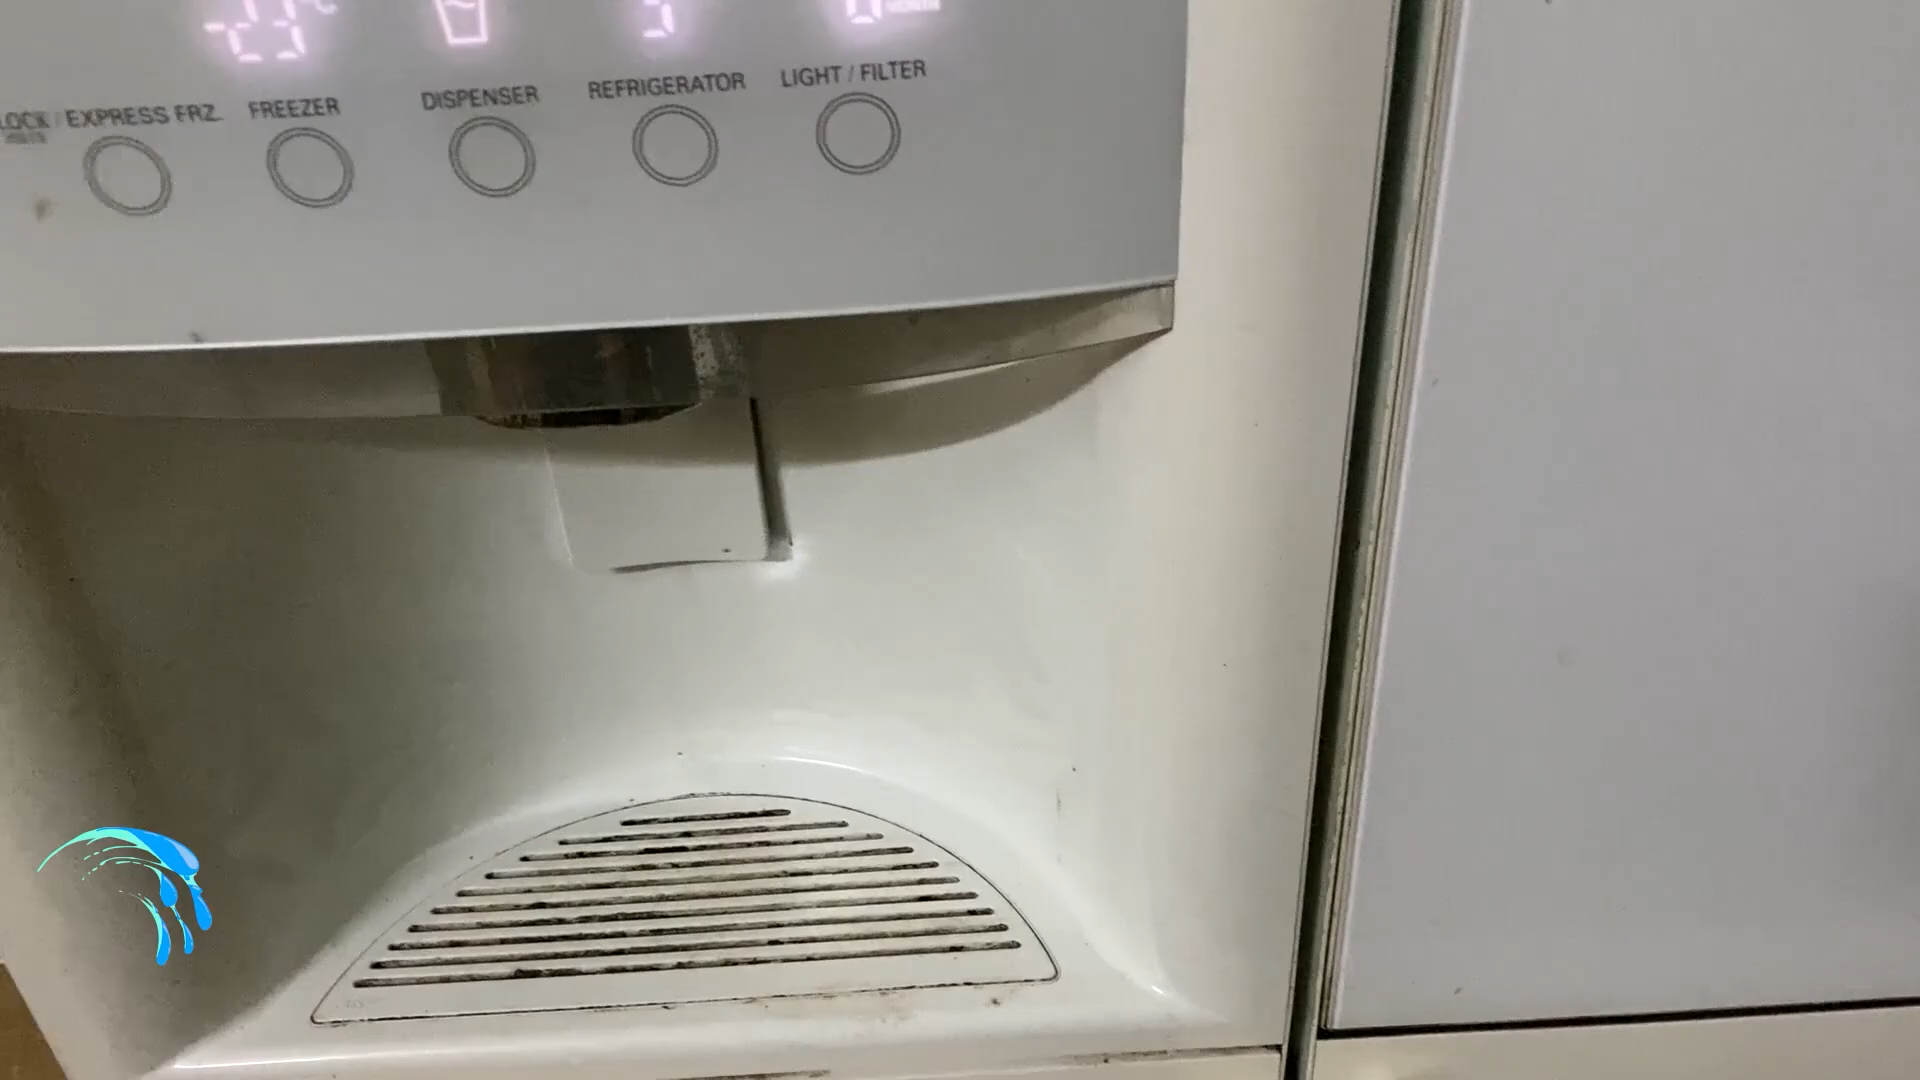 LOCK / EXPRESS FRZ.
FREEZER
DISPENSER
REFRIGERATOR
LIGHT / FILTER